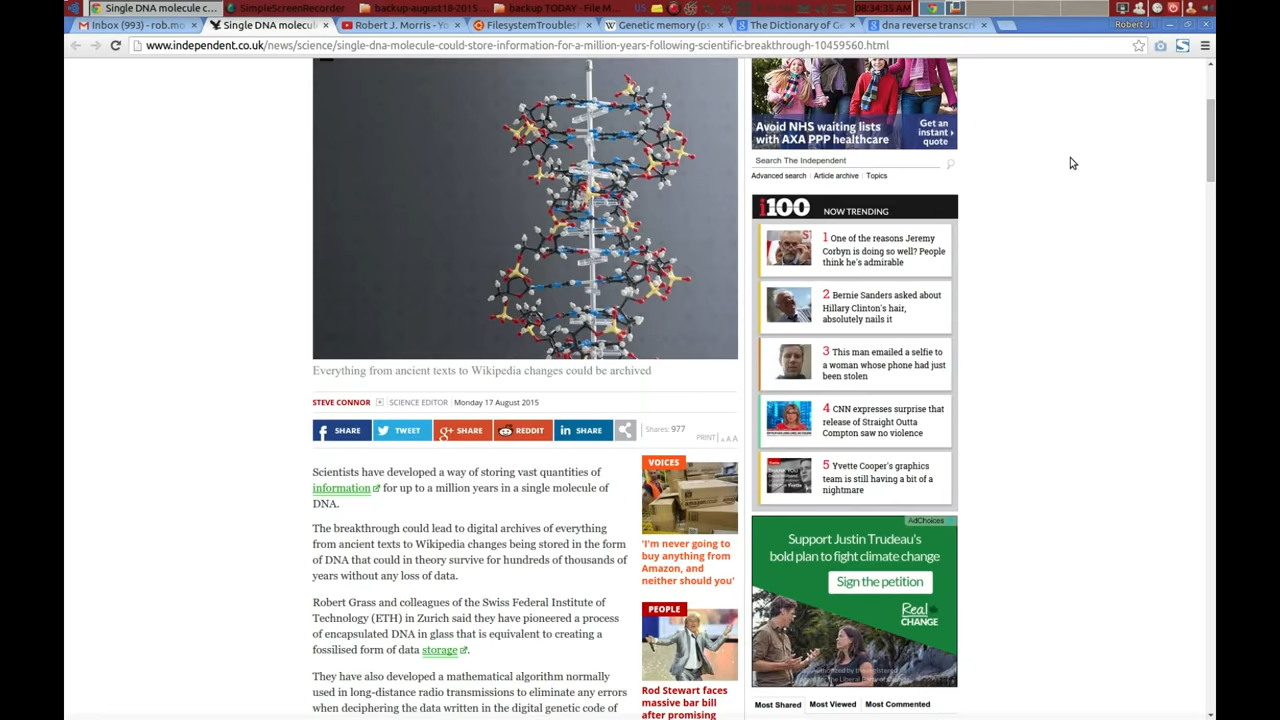 Single DNA molecule c...
SimpleScreenRecorder
backup-august18-2015 ...
backup TODAY - File M...
US
08:34:35 AM
Inbox (993) - rob.mo
Single DNA molecu
Robert J. Morris - Yo
FilesystemTroubles
Genetic memory (ps
The Dictionary of Ge
dna reverse transcri
Robert J.
www.independent.co.uk/news/science/single-dna-molecule-could-store-information-for-a-million-years-following-scientific-breakthrough-10459560.html
Avoid NHS waiting lists
with AXA PPP healthcare
Get an
instant
quote
Search The Independent
Advanced search
Article archive
Topics
i100 NOW TRENDING
1 One of the reasons Jeremy
Corbyn is doing so well? People
think he's admirable
2 Bernie Sanders asked about
Hillary Clinton's hair,
absolutely nails it
3 This man emailed a selfie to
a woman whose phone had just
been stolen
4 CNN expresses surprise that
release of Straight Outta
Compton saw no violence
5 Yvette Cooper's graphics
team is still having a bit of a
nightmare
Everything from ancient texts to Wikipedia changes could be archived
STEVE CONNOR SCIENCE EDITOR Monday 17 August 2015
SHARE
TWEET
SHARE
REDDIT
SHARE
Shares: 977
PRINT A A A
Scientists have developed a way of storing vast quantities of
information for up to a million years in a single molecule of
DNA.
The breakthrough could lead to digital archives of everything
from ancient texts to Wikipedia changes being stored in the form
of DNA that could in theory survive for hundreds of thousands of
years without any loss of data.
Robert Grass and colleagues of the Swiss Federal Institute of
Technology (ETH) in Zurich said they have pioneered a process
of encapsulated DNA in glass that is equivalent to creating a
fossilised form of data storage.
They have also developed a mathematical algorithm normally
used in long-distance radio transmissions to eliminate any errors
when deciphering the data written in the digital genetic code of
VOICES
'I'm never going to
buy anything from
Amazon, and
neither should you'
PEOPLE
Rod Stewart faces
massive bar bill
after promising
AdChoices
Support Justin Trudeau's
bold plan to fight climate change
Sign the petition
Real
CHANGE
Most Shared
Most Viewed
Most Commented